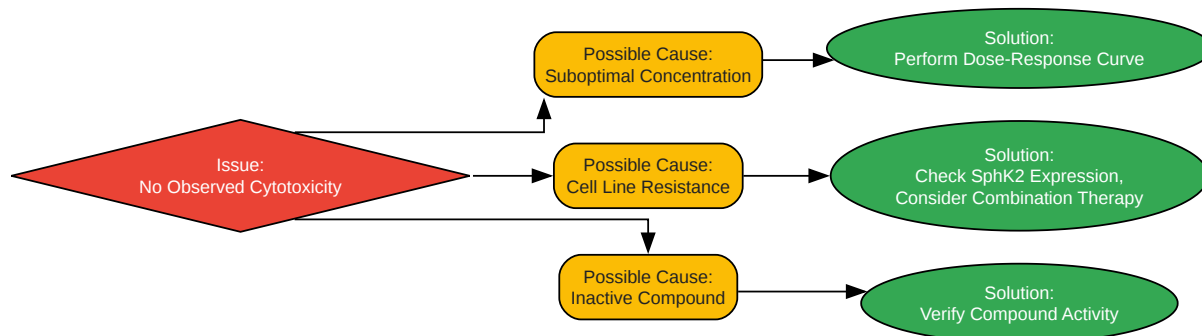 Possible Cause:
Suboptimal Concentration
Solution:
Perform Dose-Response Curve
Issue:
No Observed Cytotoxicity
Possible Cause:
Cell Line Resistance
Solution:
Check SphK2 Expression,
Consider Combination Therapy
Possible Cause:
Inactive Compound
Solution:
Verify Compound Activity